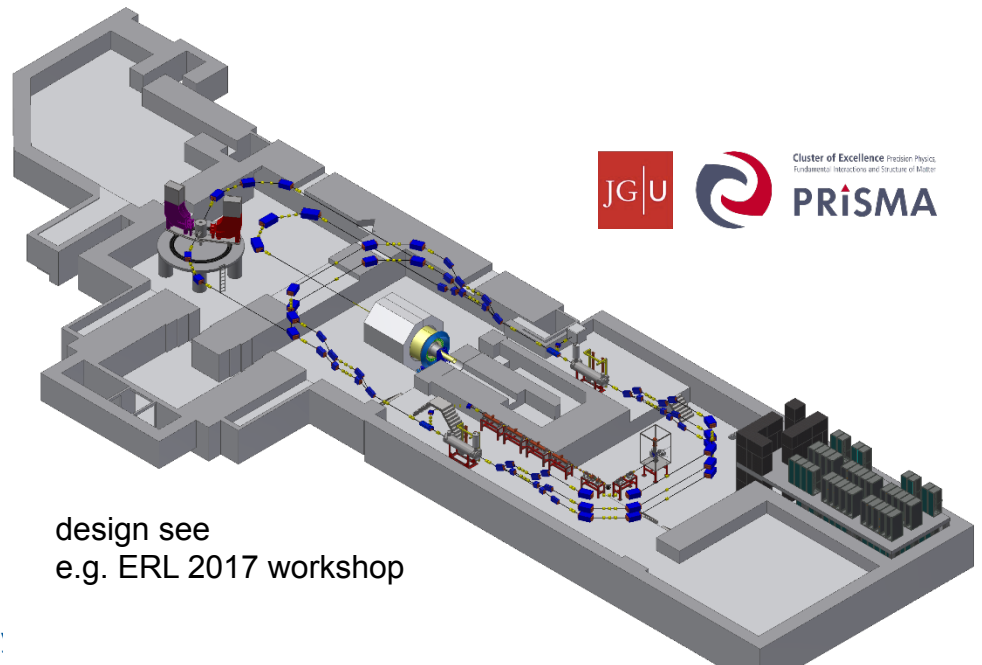 Cluster of Excellence Precision Physics,
Fundamental Interactions and Structure of Matter
JG|U
PRiSMA
design see
e.g. ERL 2017 workshop